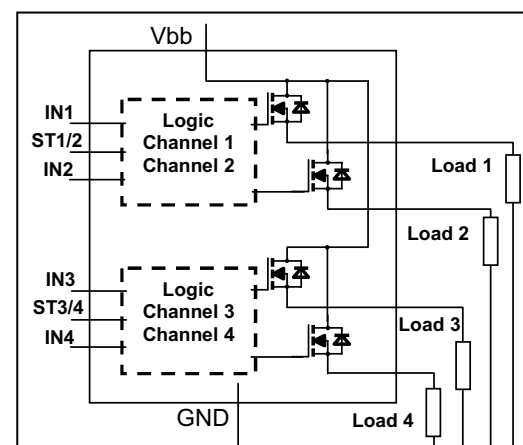 Vbb
IN1
ST1/2
IN2
Logic
Channel 1
Channel 2
Load 1
Load 2
IN3
ST3/4
IN4
Logic
Channel 3
Channel 4
Load 3
Load 4
GND